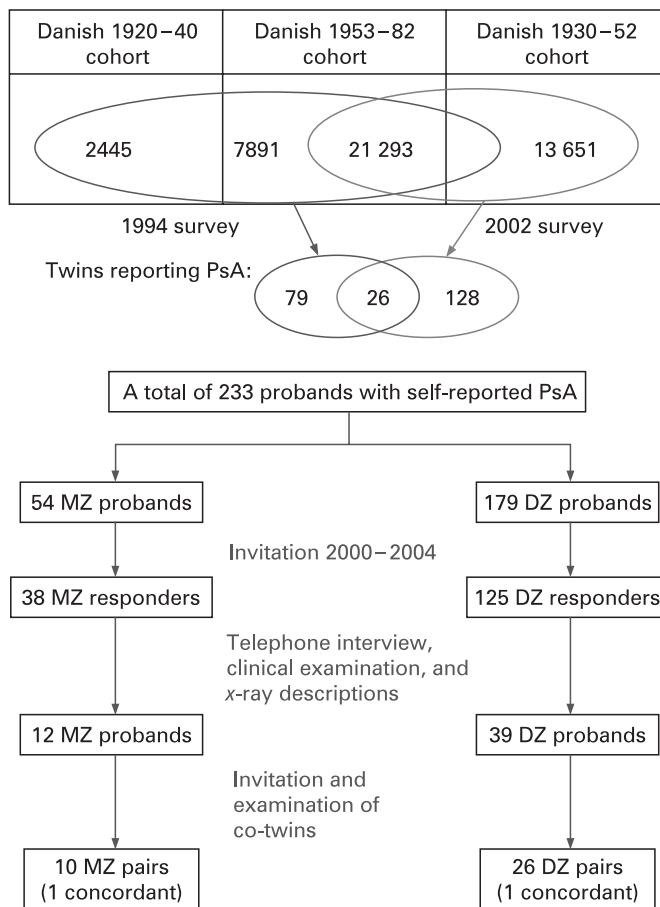 Danish 1920–40 cohort
Danish 1953–82 cohort
Danish 1930–52 cohort
2445
7891
21 293
13 651
1994 survey
2002 survey
Twins reporting PsA:
79
26
128
A total of 233 probands with self-reported PsA
54 MZ probands
179 DZ probands
Invitation 2000–2004
38 MZ responders
125 DZ responders
Telephone interview,
clinical examination, and
x-ray descriptions
12 MZ probands
39 DZ probands
Invitation and
examination of
co-twins
10 MZ pairs
(1 concordant)
26 DZ pairs
(1 concordant)